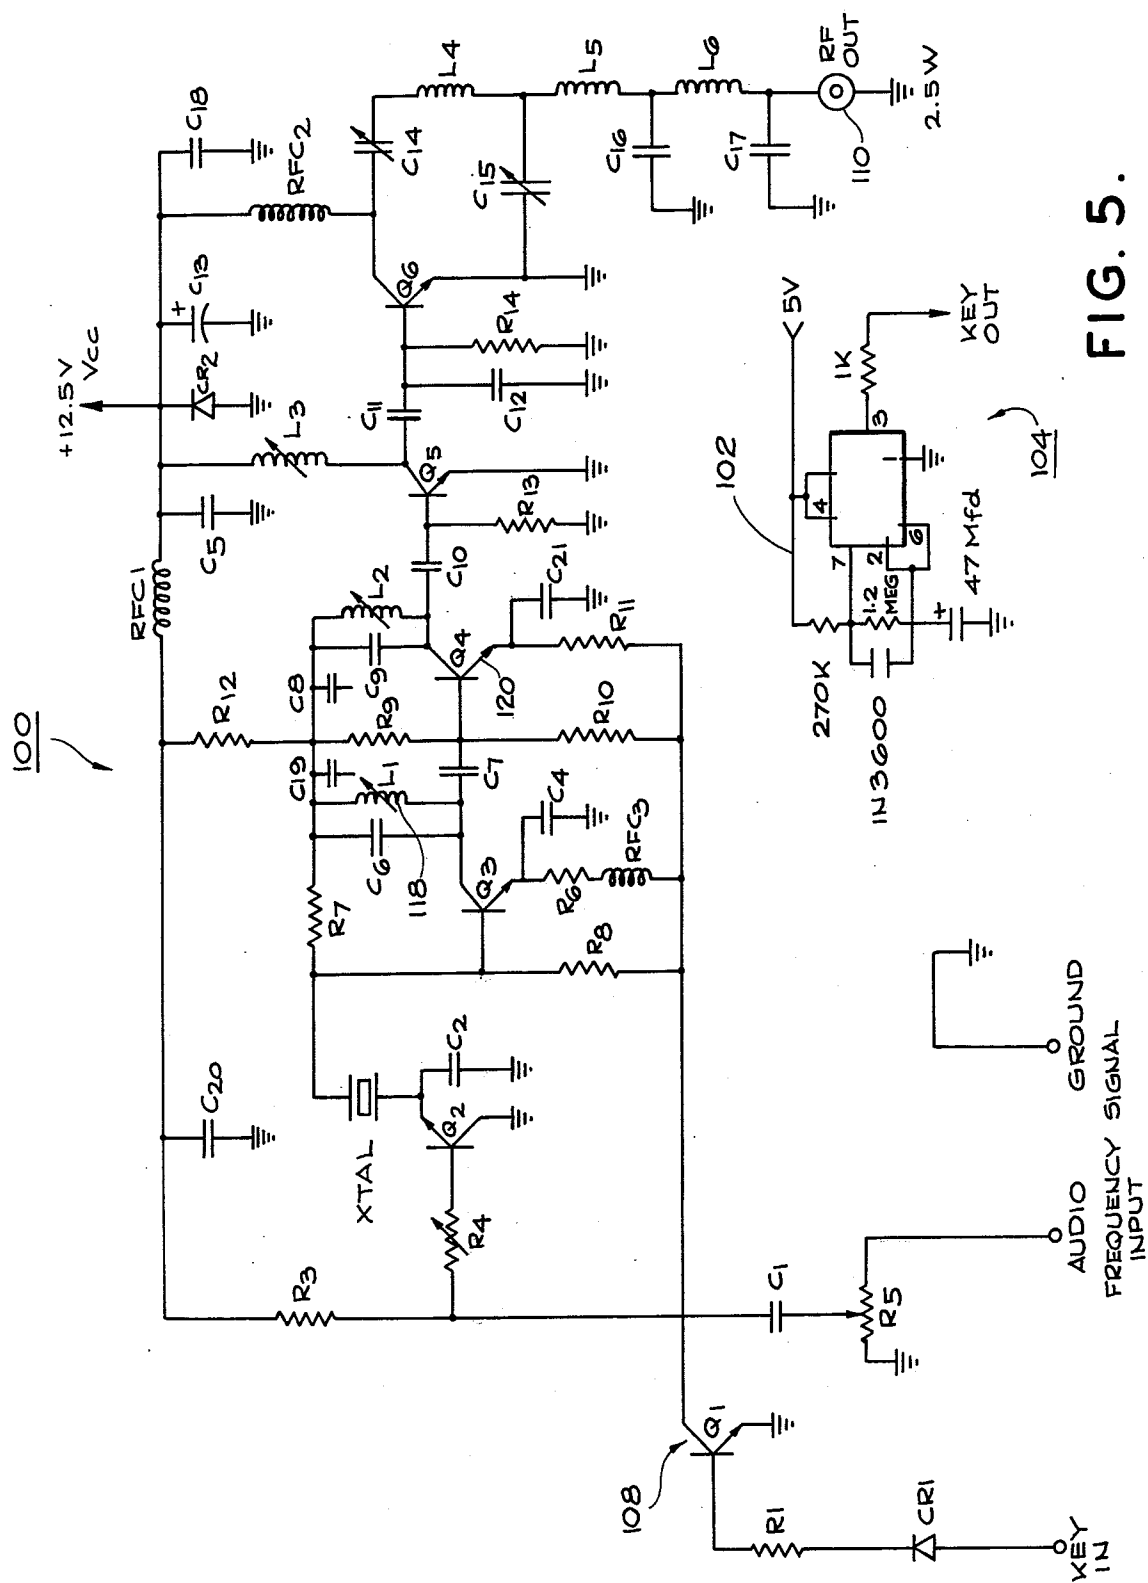 100
+12.5V
Vcc
RFC1
C5
L3
CR2
+
C13
RFC2
C18
C20
R3
R12
R7
C6
118
C19
L1
C8
R9
C9
L2
XTAL
R4
Q2
C2
Q3
C7
Q4
120
C10
Q5
C11
Q6
C14
L4
C15
L5
C16
L6
C17
110
RF
OUT
2.5W
R8
R6
RFC3
C4
R10
R11
C21
R13
C12
R14
108
Q1
R1
CR1
KEY
IN
C1
R5
AUDIO
FREQUENCY SIGNAL
INPUT
GROUND
102
5V
270K
1N3600
1.2
MEG
7
2
6
4
3
1
+
47 Mfd
1K
KEY
OUT
104
FIG. 5.